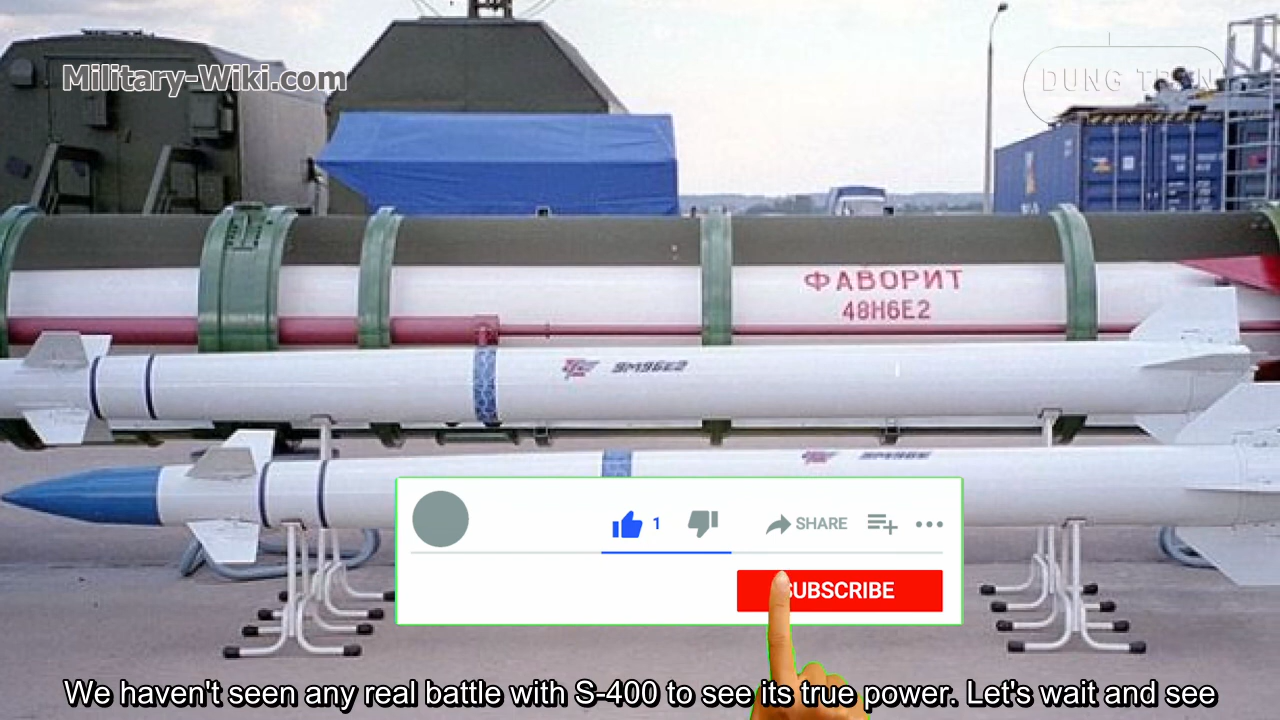 Military-Wiki.com
DUNG TRAN
ФАВОРИТ
48Н6Е2
9М96Е2
9М96Е
1
SHARE
SUBSCRIBE
We haven't seen any real battle with S-400 to see its true power. Let's wait and see